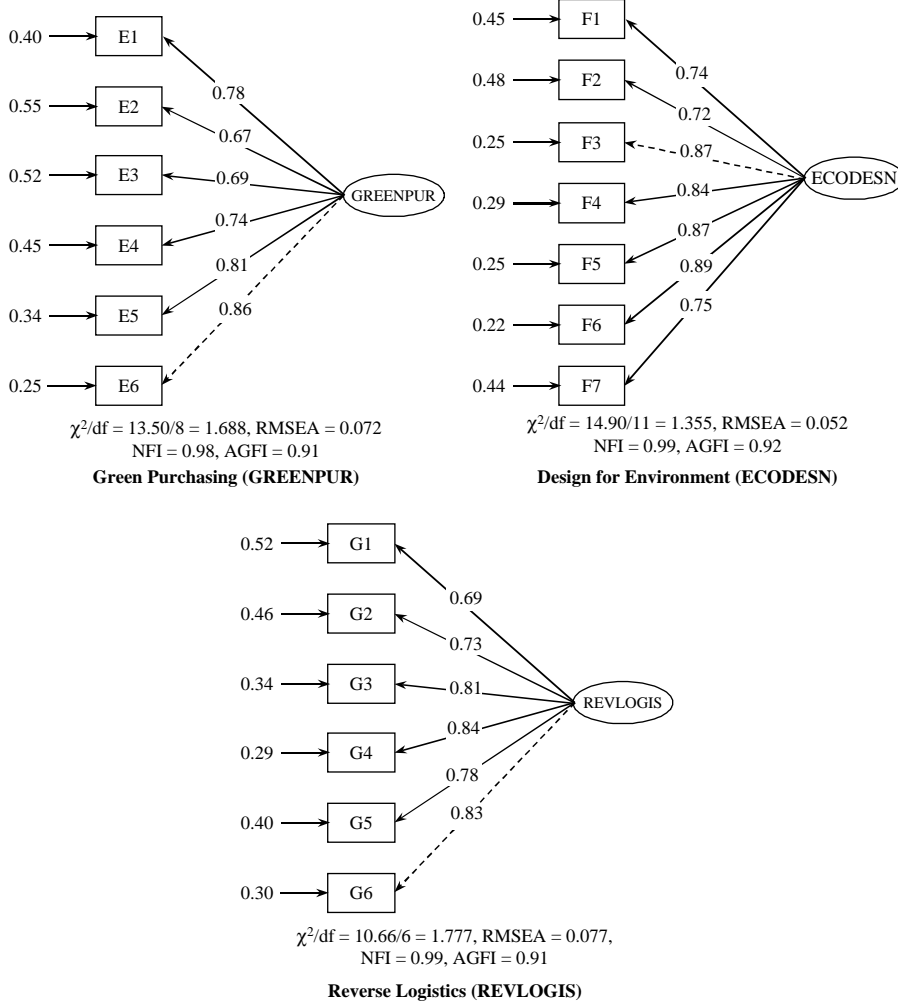 0.40 E1
0.78
0.55 E2
0.67
0.52 E3
0.69
GREENPUR
0.45 E4
0.74
0.34 E5
0.81
0.25 E6
0.86
χ²/df = 13.50/8 = 1.688, RMSEA = 0.072
NFI = 0.98, AGFI = 0.91
Green Purchasing (GREENPUR)
0.45 F1
0.74
0.48 F2
0.72
0.25 F3
0.87
ECODESN
0.29 F4
0.84
0.25 F5
0.87
0.22 F6
0.89
0.44 F7
0.75
χ²/df = 14.90/11 = 1.355, RMSEA = 0.052
NFI = 0.99, AGFI = 0.92
Design for Environment (ECODESN)
0.52 G1
0.69
0.46 G2
0.73
0.34 G3
0.81
REVLOGIS
0.29 G4
0.84
0.40 G5
0.78
0.30 G6
0.83
χ²/df = 10.66/6 = 1.777, RMSEA = 0.077,
NFI = 0.99, AGFI = 0.91
Reverse Logistics (REVLOGIS)